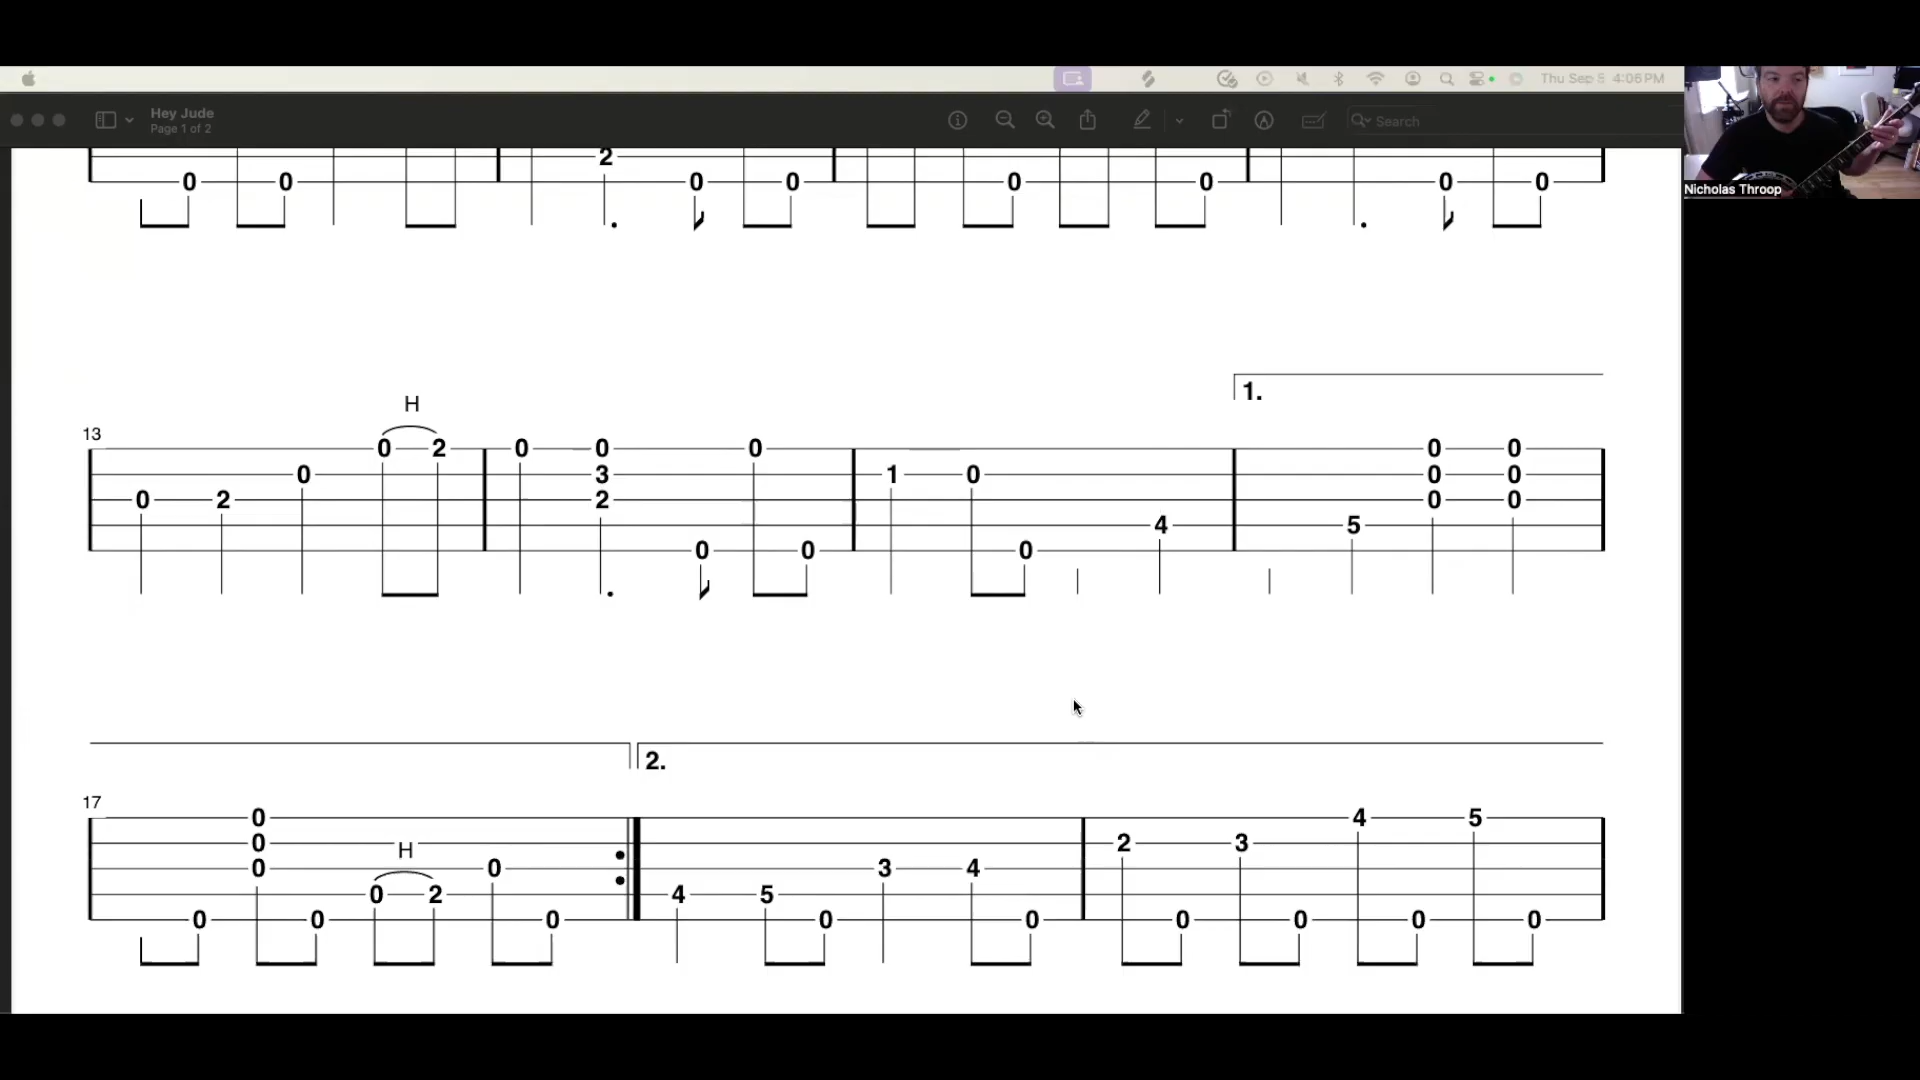 Thu Sep 5 4:06 PM
Hey Jude
Page 1 of 2
Search
Nicholas Throop
2
0 0 0 0 0 0 0 0
1.
H
13
0 2 0 0 0
0 3
1 0
0 0
0 2 2
0 0
4 5
0 0 0
2.
17
0 4 5
0 H 2 3
0 0 3 4
0 2 4 5
0 0 0 0 0 0 0 0 0